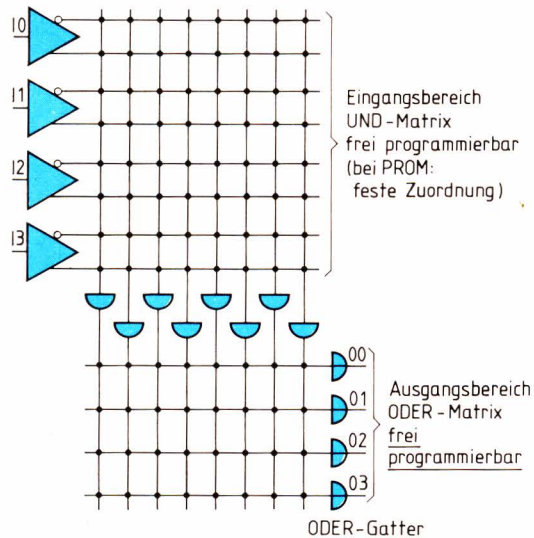 I0
I1
I2
I3
Eingangsbereich
UND-Matrix
frei programmierbar
(bei PROM:
feste Zuordnung)
00
01
02
03
Ausgangsbereich
ODER-Matrix
frei
programmierbar
ODER-Gatter